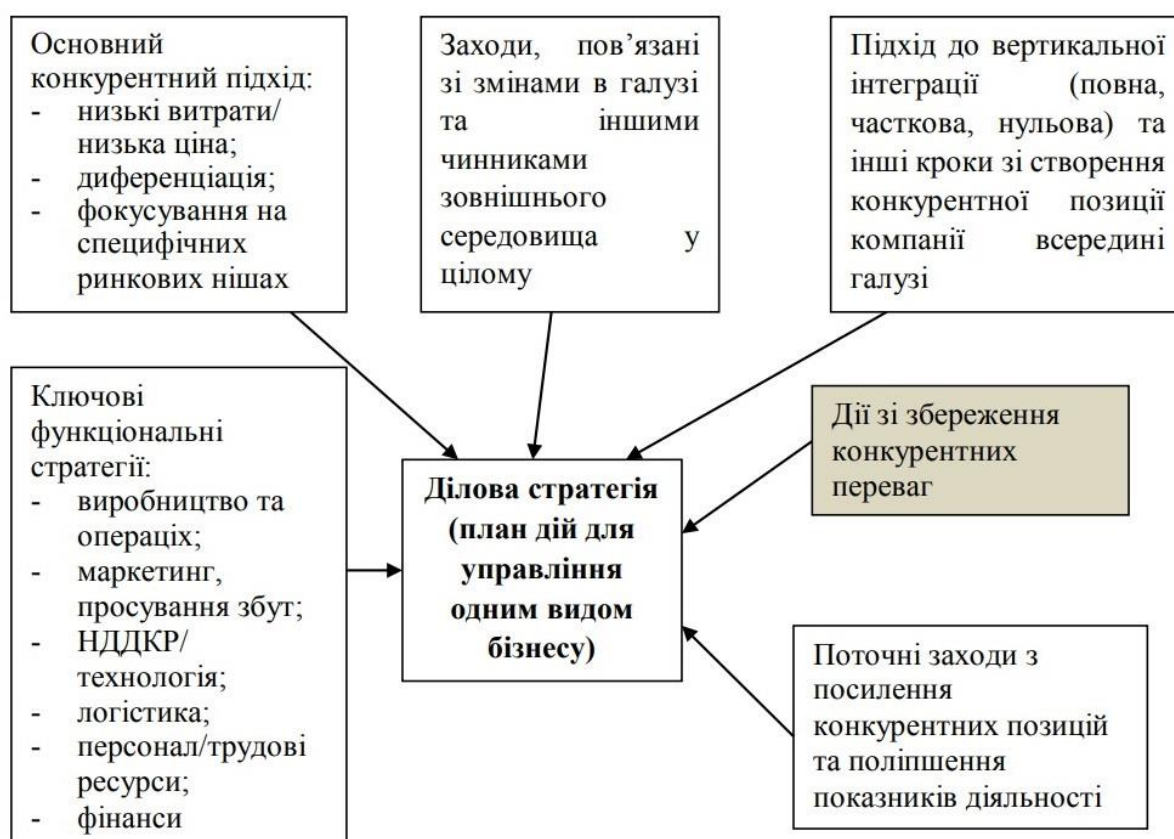 Основний
конкурентний підхід:
- низькі витрати/
низька ціна;
- диференціація;
- фокусування на
специфічних
ринкових нішах
Заходи, пов’язані
зі змінами в галузі
та іншими
чинниками
зовнішнього
середовища у
цілому
Підхід до вертикальної
інтеграції (повна,
часткова, нульова) та
інші кроки зі створення
конкурентної позиції
компанії всередині
галузі
Ключові
функціональні
стратегії:
- виробництво та
операціх;
- маркетинг,
просування збут;
- НДДКР/
технологія;
- логістика;
- персонал/трудові
ресурси;
- фінанси
Ділова стратегія
(план дій для
управління
одним видом
бізнесу)
Дії зі збереження
конкурентних
переваг
Поточні заходи з
посилення
конкурентних позицій
та поліпшення
показників діяльності